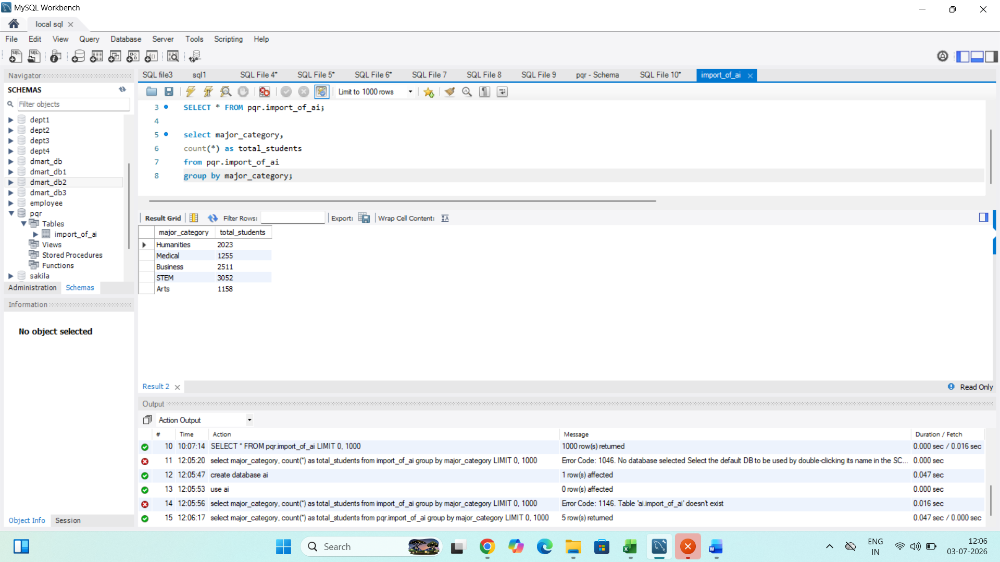 MySQL Workbench
local sql
File Edit View Query Database Server Tools Scripting Help
Navigator
SCHEMAS
Filter objects
dept1
dept2
dept3
dept4
dmart_db
dmart_db1
dmart_db2
dmart_db3
employee
pqr
Tables
import_of_ai
Views
Stored Procedures
Functions
sakila
Administration Schemas
Information
No object selected
Object Info Session
SQL file3 sql1 SQL File 4* SQL File 5* SQL File 6* SQL File 7 SQL File 8 SQL File 9 pqr - Schema SQL File 10* import_of_ai
Limit to 1000 rows
3 SELECT * FROM pqr.import_of_ai;
4
5 select major_category,
6 count(*) as total_students
7 from pqr.import_of_ai
8 group by major_category;
Result Grid Filter Rows: Export: Wrap Cell Content:
major_category total_students
Humanities 2023
Medical 1255
Business 2511
STEM 3052
Arts 1158
Result 2 Read Only
Output
Action Output
# Time Action Message Duration / Fetch
10 10:07:14 SELECT * FROM pqr.import_of_ai LIMIT 0, 1000 1000 row(s) returned 0.000 sec / 0.016 sec
11 12:05:20 select major_category, count(*) as total_students from import_of_ai group by major_category LIMIT 0, 1000 Error Code: 1046. No database selected Select the default DB to be used by double-clicking its name in the SC... 0.000 sec
12 12:05:47 create database ai 1 row(s) affected 0.047 sec
13 12:05:53 use ai 0 row(s) affected 0.000 sec
14 12:05:56 select major_category, count(*) as total_students from import_of_ai group by major_category LIMIT 0, 1000 Error Code: 1146. Table 'ai.import_of_ai' doesn't exist 0.016 sec
15 12:06:17 select major_category, count(*) as total_students from pqr.import_of_ai group by major_category LIMIT 0, 1000 5 row(s) returned 0.047 sec / 0.000 sec
Search
ENG
IN
12:06
03-07-2026